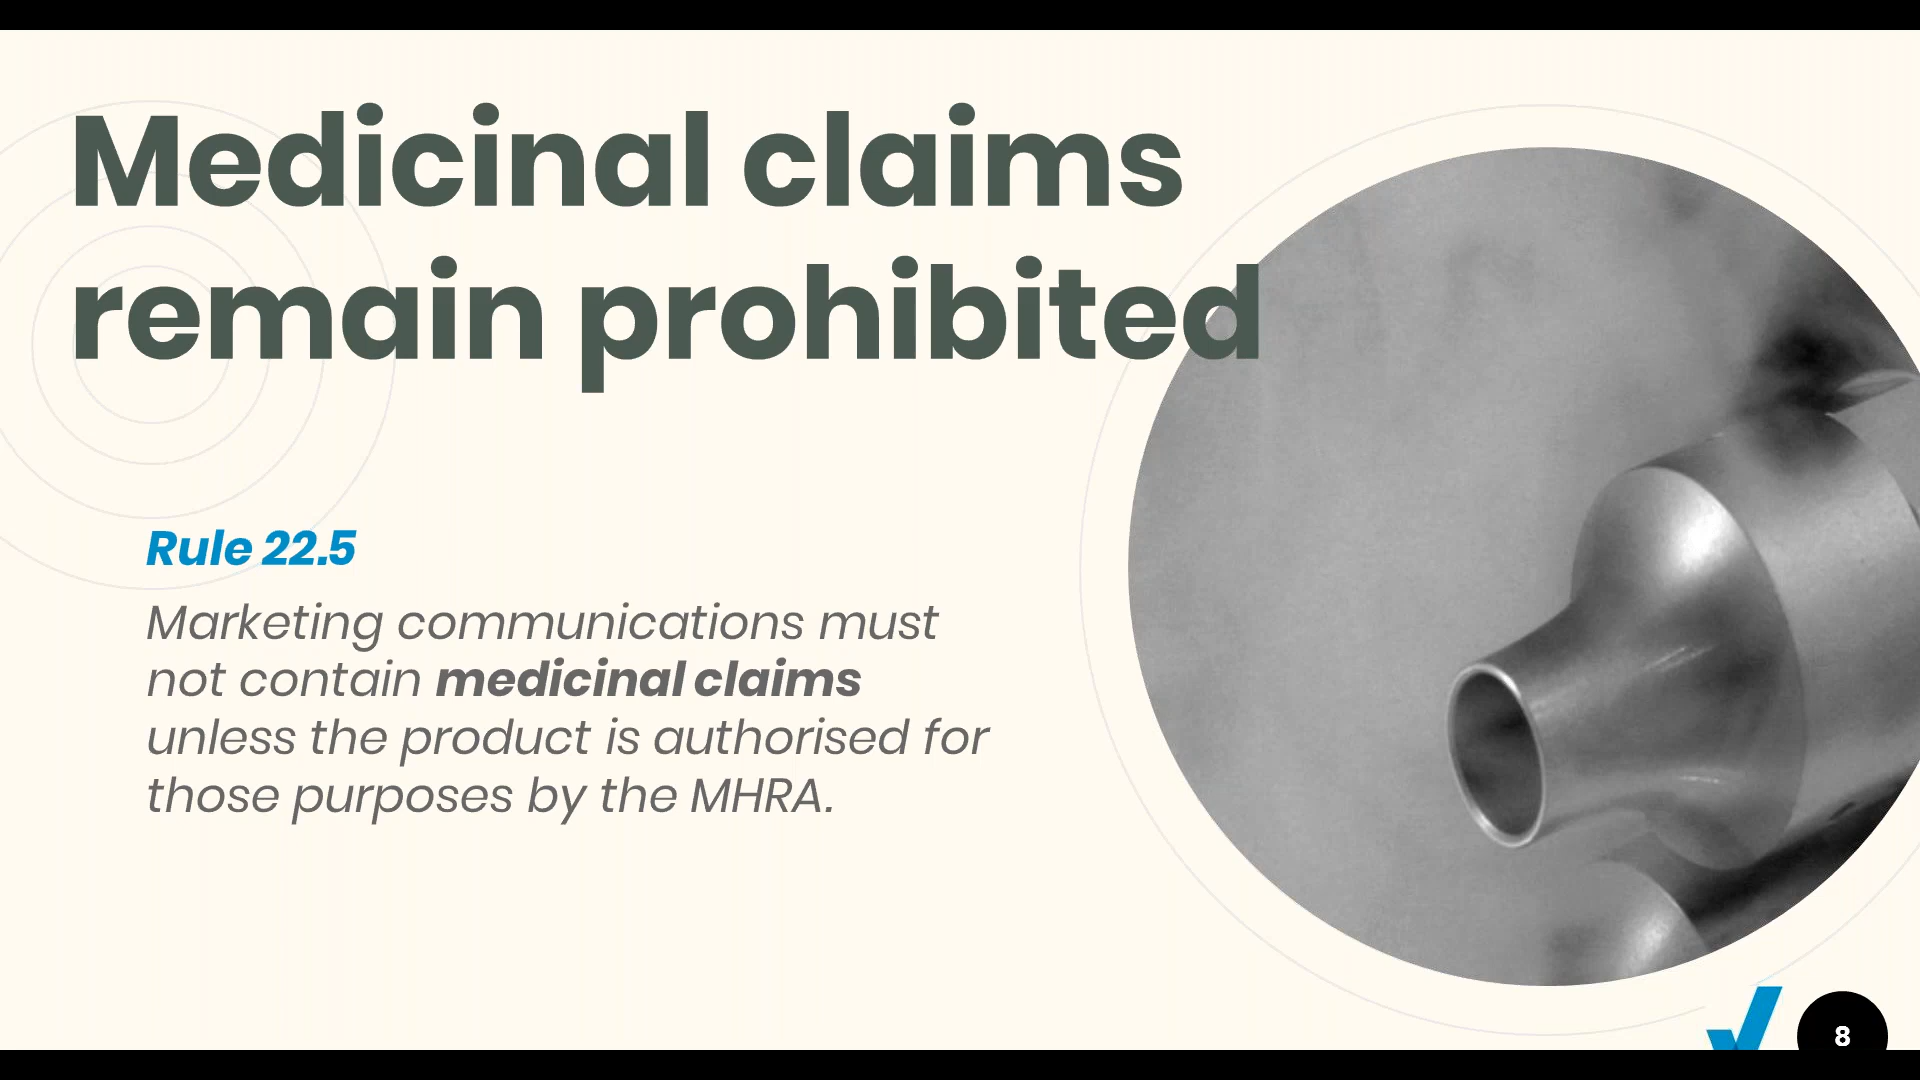 Medicinal claims
remain prohibited
Rule 22.5
Marketing communications must
not contain medicinal claims
unless the product is authorised for
those purposes by the MHRA.
8